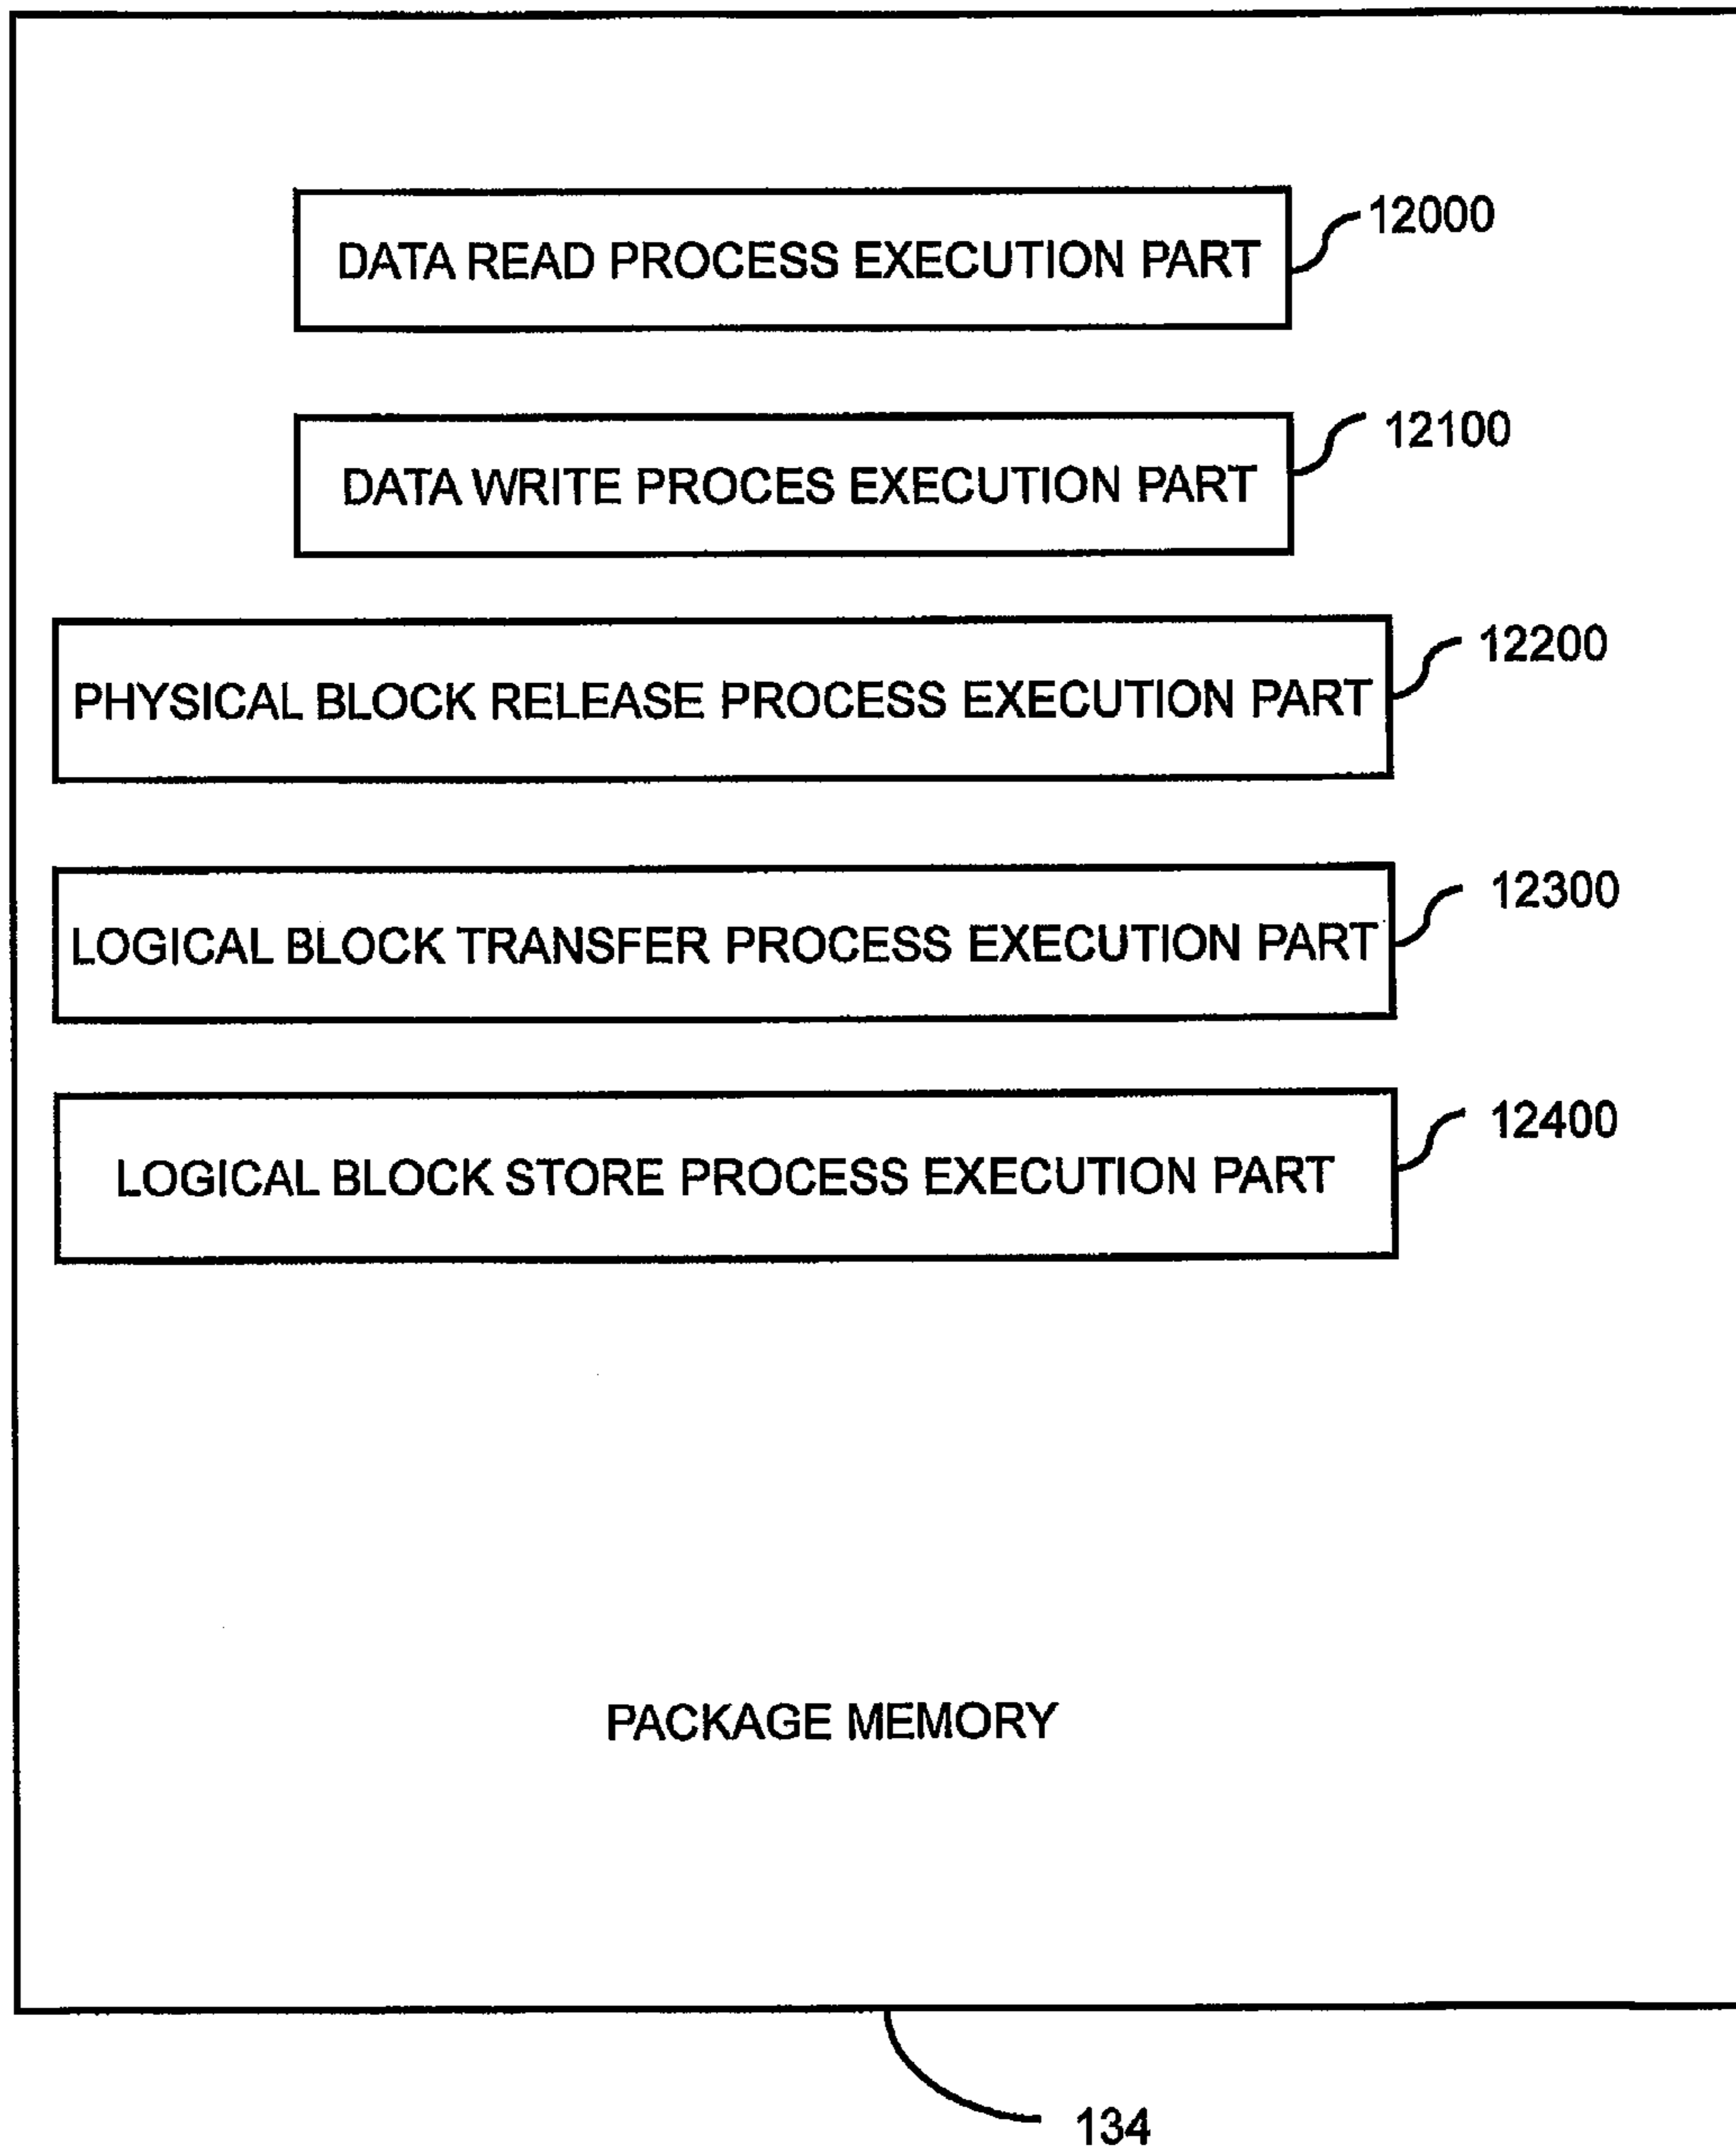 DATA READ PROCESS EXECUTION PART
12000
DATA WRITE PROCES EXECUTION PART
12100
PHYSICAL BLOCK RELEASE PROCESS EXECUTION PART
12200
LOGICAL BLOCK TRANSFER PROCESS EXECUTION PART
12300
LOGICAL BLOCK STORE PROCESS EXECUTION PART
12400
PACKAGE MEMORY
134